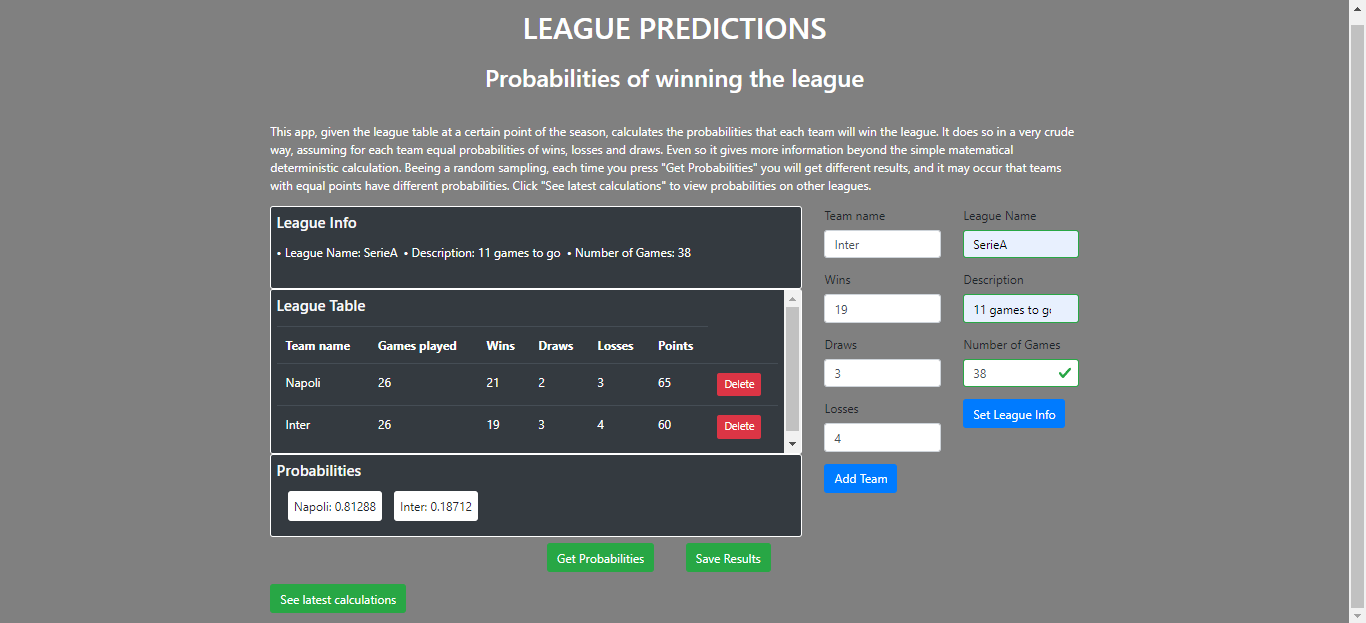 LEAGUE PREDICTIONS
Probabilities of winning the league
This app, given the league table at a certain point of the season, calculates the probabilities that each team will win the league. It does so in a very crude
way, assuming for each team equal probabilities of wins, losses and draws. Even so it gives more information beyond the simple matematical
deterministic calculation. Beeing a random sampling, each time you press "Get Probabilities" you will get different results, and it may occur that teams
with equal points have different probabilities. Click "See latest calculations" to view probabilities on other leagues.
League Info
• League Name: SerieA • Description: 11 games to go • Number of Games: 38
League Table
Team name Games played Wins Draws Losses Points
Napoli 26 21 2 3 65 Delete
Inter 26 19 3 4 60 Delete
Probabilities
Napoli: 0.81288 Inter: 0.18712
Get Probabilities Save Results
See latest calculations
Team name
Inter
Wins
19
Draws
3
Losses
4
Add Team
League Name
SerieA
Description
11 games to
Number of Games
38
Set League Info